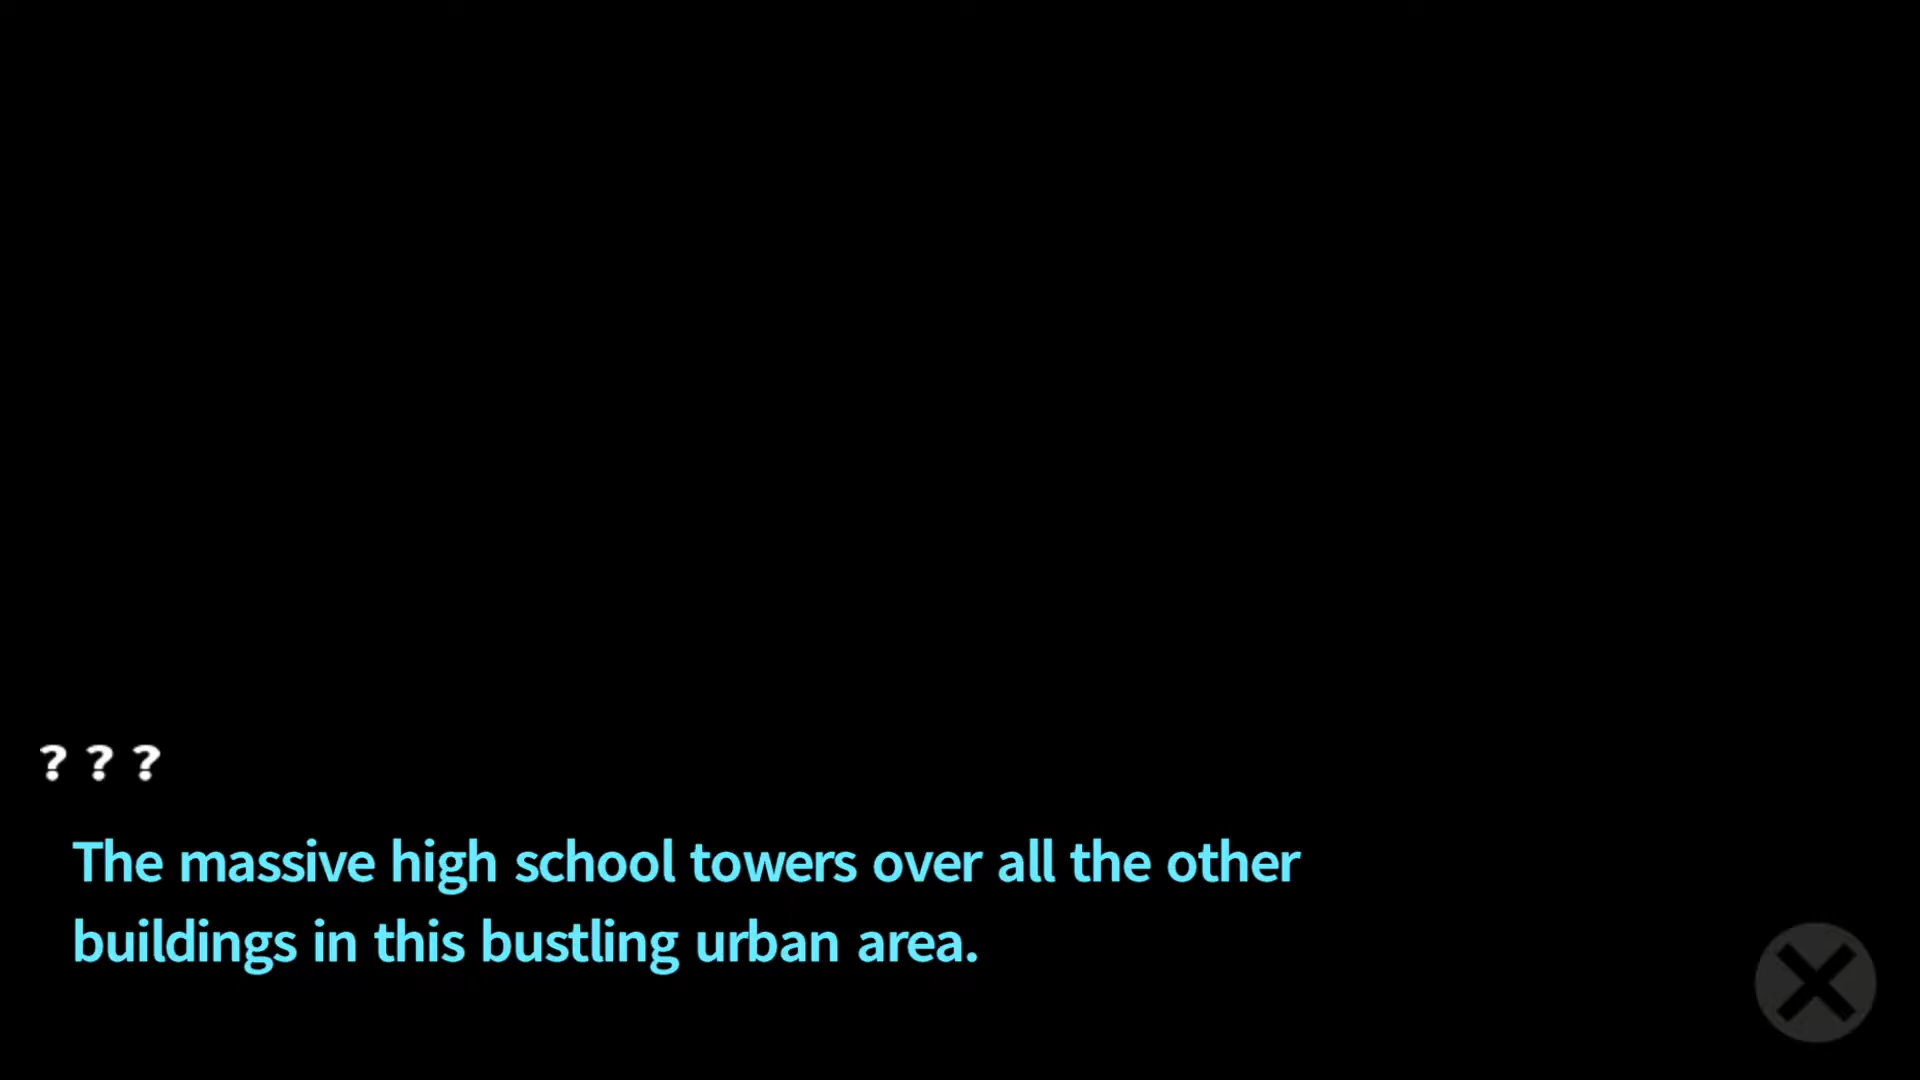 ? ? ?
The massive high school towers over all the other
buildings in this bustling urban area.